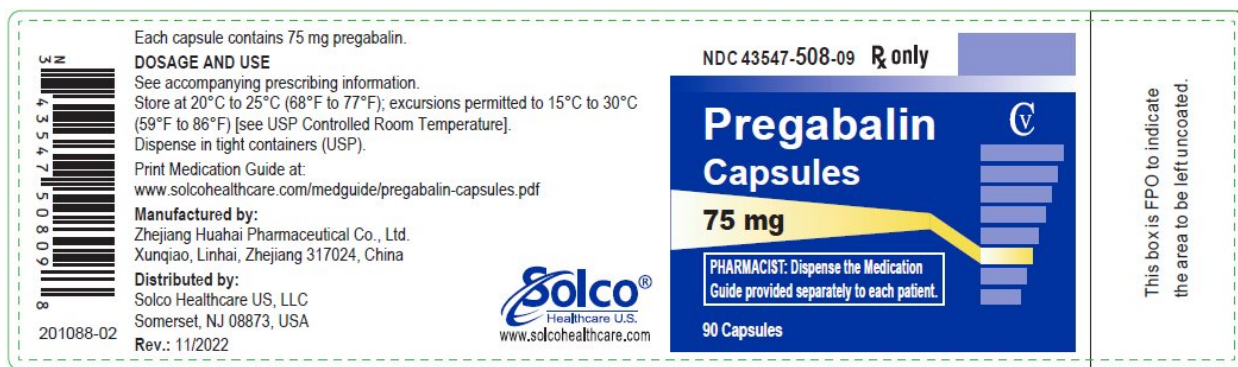 Each capsule contains 75 mg pregabalin.
DOSAGE AND USE
See accompanying prescribing information.
Store at 20°C to 25°C (68°F to 77°F); excursions permitted to 15°C to 30°C
(59°F to 86°F) [see USP Controlled Room Temperature].
Dispense in tight containers (USP).
Print Medication Guide at:
www.solcohealthcare.com/medguide/pregabalin-capsules.pdf
Manufactured by:
Zhejiang Huahai Pharmaceutical Co., Ltd.
Xunqiao, Linhai, Zhejiang 317024, China
Distributed by:
Solco Healthcare US, LLC
Somerset, NJ 08873, USA
Rev.: 11/2022
N
3
43547 50809
8
201088-02
Solco®
Healthcare U.S.
www.solcohealthcare.com
NDC 43547-508-09 ℞ only
Pregabalin
Capsules
CV
75 mg
PHARMACIST: Dispense the Medication
Guide provided separately to each patient.
90 Capsules
This box is FPO to indicate
the area to be left uncoated.